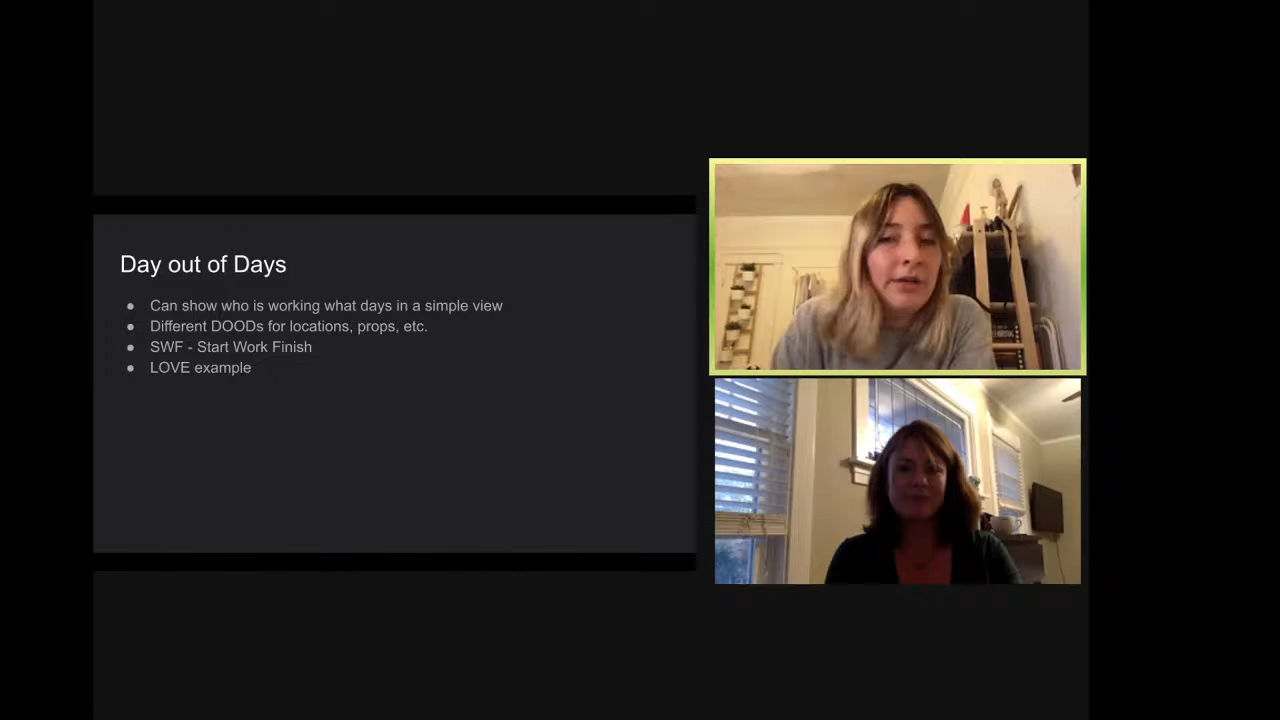 Day out of Days
● Can show who is working what days in a simple view
● Different DOODs for locations, props, etc.
● SWF - Start Work Finish
● LOVE example